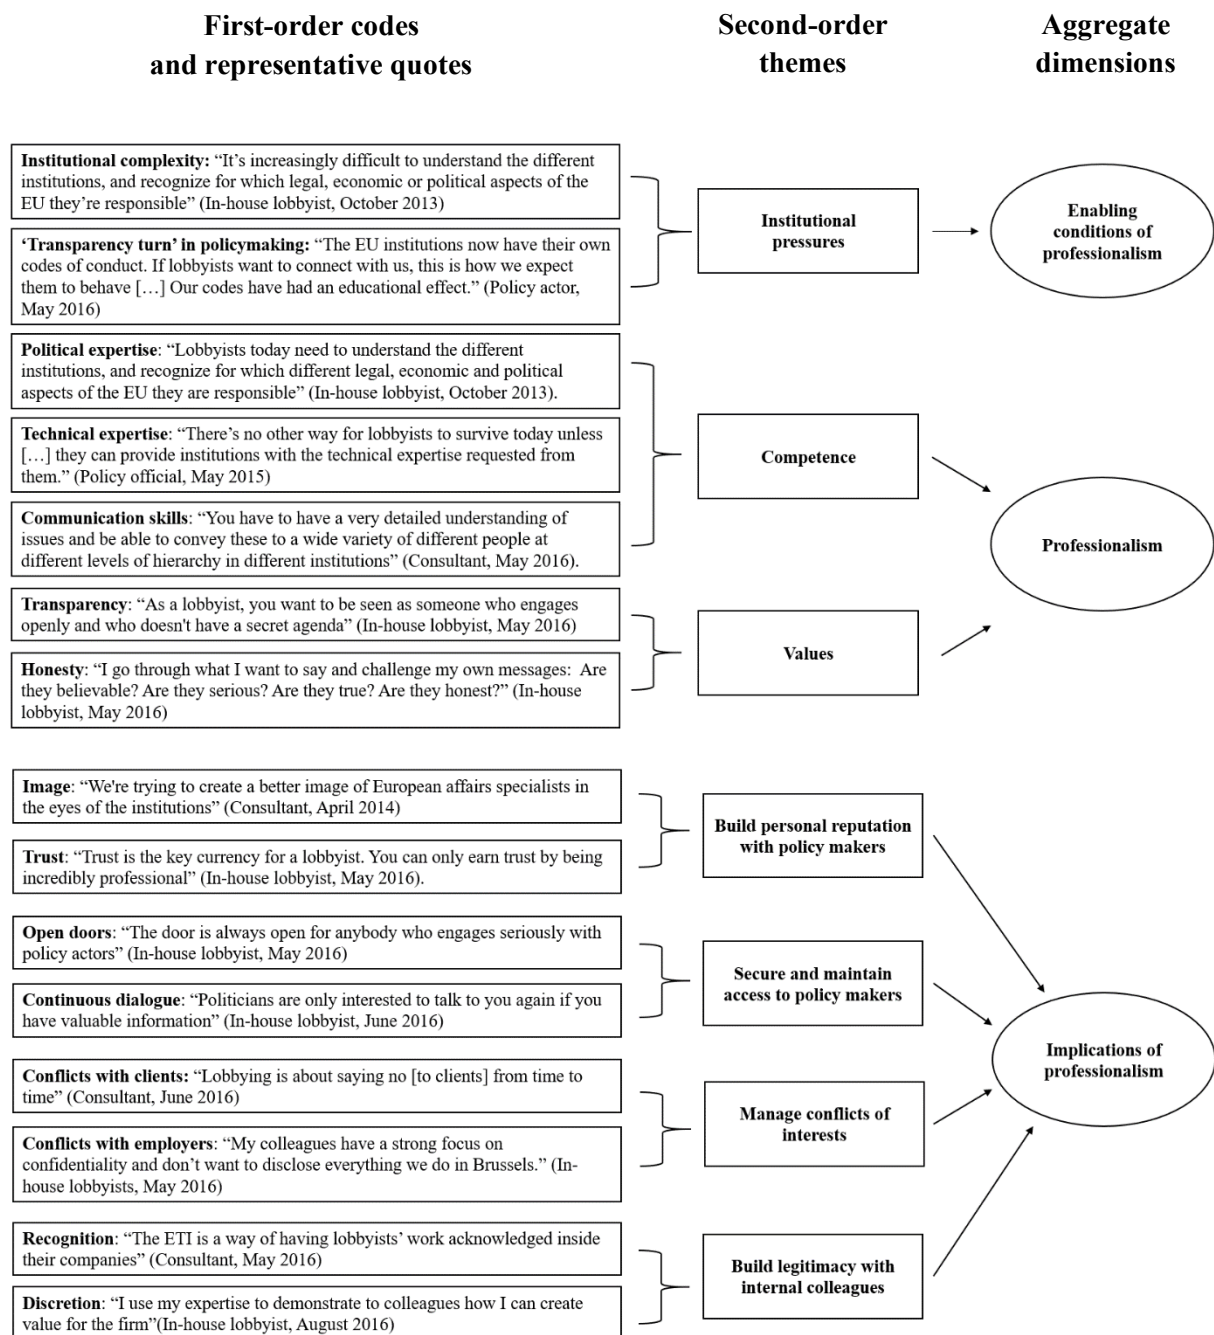 First-order codes
and representative quotes
Second-order
themes
Aggregate
dimensions
Institutional complexity: “It’s increasingly difficult to understand the different
institutions, and recognize for which legal, economic or political aspects of the
EU they’re responsible” (In-house lobbyist, October 2013)
‘Transparency turn’ in policymaking: “The EU institutions now have their own
codes of conduct. If lobbyists want to connect with us, this is how we expect
them to behave […] Our codes have had an educational effect.” (Policy actor,
May 2016)
Institutional
pressures
Enabling
conditions of
professionalism
Political expertise: “Lobbyists today need to understand the different
institutions, and recognize for which different legal, economic and political
aspects of the EU they are responsible” (In-house lobbyist, October 2013).
Technical expertise: “There’s no other way for lobbyists to survive today unless
[…] they can provide institutions with the technical expertise requested from
them.” (Policy official, May 2015)
Communication skills: “You have to have a very detailed understanding of
issues and be able to convey these to a wide variety of different people at
different levels of hierarchy in different institutions” (Consultant, May 2016).
Competence
Transparency: “As a lobbyist, you want to be seen as someone who engages
openly and who doesn't have a secret agenda” (In-house lobbyist, May 2016)
Honesty: “I go through what I want to say and challenge my own messages:  Are
they believable? Are they serious? Are they true? Are they honest?” (In-house
lobbyist, May 2016)
Values
Professionalism
Image: “We're trying to create a better image of European affairs specialists in
the eyes of the institutions” (Consultant, April 2014)
Trust: “Trust is the key currency for a lobbyist. You can only earn trust by being
incredibly professional” (In-house lobbyist, May 2016).
Build personal reputation
with policy makers
Open doors: “The door is always open for anybody who engages seriously with
policy actors” (In-house lobbyist, May 2016)
Continuous dialogue: “Politicians are only interested to talk to you again if you
have valuable information” (In-house lobbyist, June 2016)
Secure and maintain
access to policy makers
Conflicts with clients: “Lobbying is about saying no [to clients] from time to
time” (Consultant, June 2016)
Conflicts with employers: “My colleagues have a strong focus on
confidentiality and don’t want to disclose everything we do in Brussels.” (In-
house lobbyists, May 2016)
Manage conflicts of
interests
Recognition: “The ETI is a way of having lobbyists’ work acknowledged inside
their companies” (Consultant, May 2016)
Discretion: “I use my expertise to demonstrate to colleagues how I can create
value for the firm”(In-house lobbyist, August 2016)
Build legitimacy with
internal colleagues
Implications of
professionalism